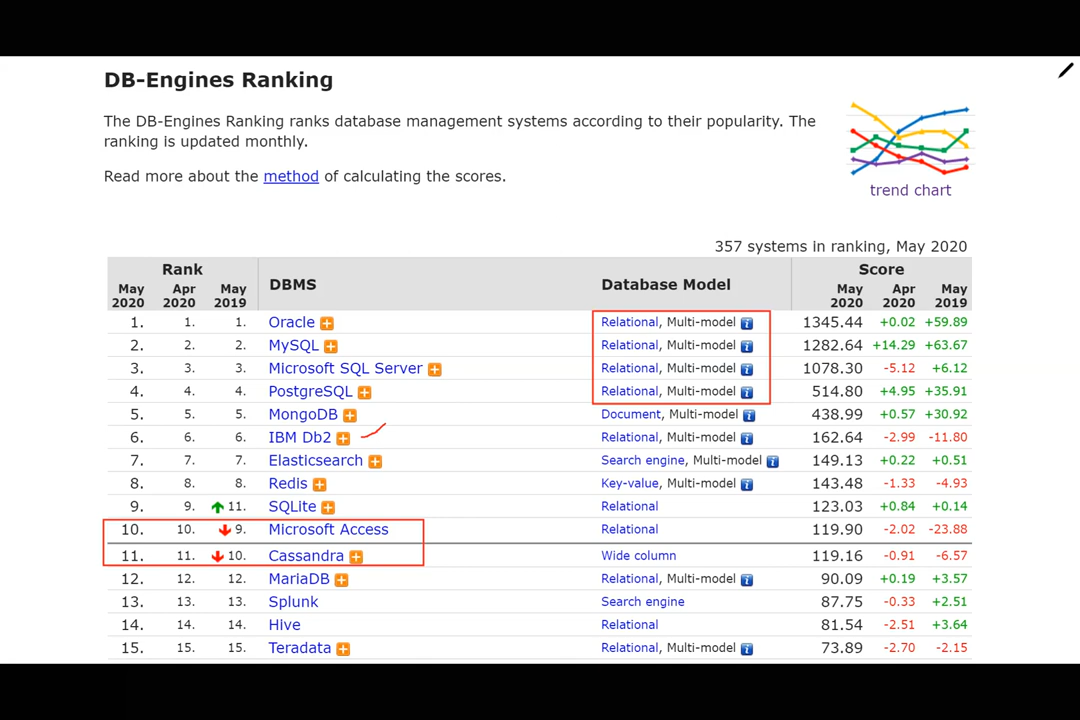 DB-Engines Ranking
The DB-Engines Ranking ranks database management systems according to their popularity. The
ranking is updated monthly.
Read more about the method of calculating the scores.
trend chart
357 systems in ranking, May 2020
Rank DBMS Database Model Score
May 2020 Apr 2020 May 2019 May 2020 Apr 2020 May 2019
1. 1. 1. Oracle Relational, Multi-model 1345.44 +0.02 +59.89
2. 2. 2. MySQL Relational, Multi-model 1282.64 +14.29 +63.67
3. 3. 3. Microsoft SQL Server Relational, Multi-model 1078.30 -5.12 +6.12
4. 4. 4. PostgreSQL Relational, Multi-model 514.80 +4.95 +35.91
5. 5. 5. MongoDB Document, Multi-model 438.99 +0.57 +30.92
6. 6. 6. IBM Db2 Relational, Multi-model 162.64 -2.99 -11.80
7. 7. 7. Elasticsearch Search engine, Multi-model 149.13 +0.22 +0.51
8. 8. 8. Redis Key-value, Multi-model 143.48 -1.33 -4.93
9. 9. 11. SQLite Relational 123.03 +0.84 +0.14
10. 10. 9. Microsoft Access Relational 119.90 -2.02 -23.88
11. 11. 10. Cassandra Wide column 119.16 -0.91 -6.57
12. 12. 12. MariaDB Relational, Multi-model 90.09 +0.19 +3.57
13. 13. 13. Splunk Search engine 87.75 -0.33 +2.51
14. 14. 14. Hive Relational 81.54 -2.51 +3.64
15. 15. 15. Teradata Relational, Multi-model 73.89 -2.70 -2.15